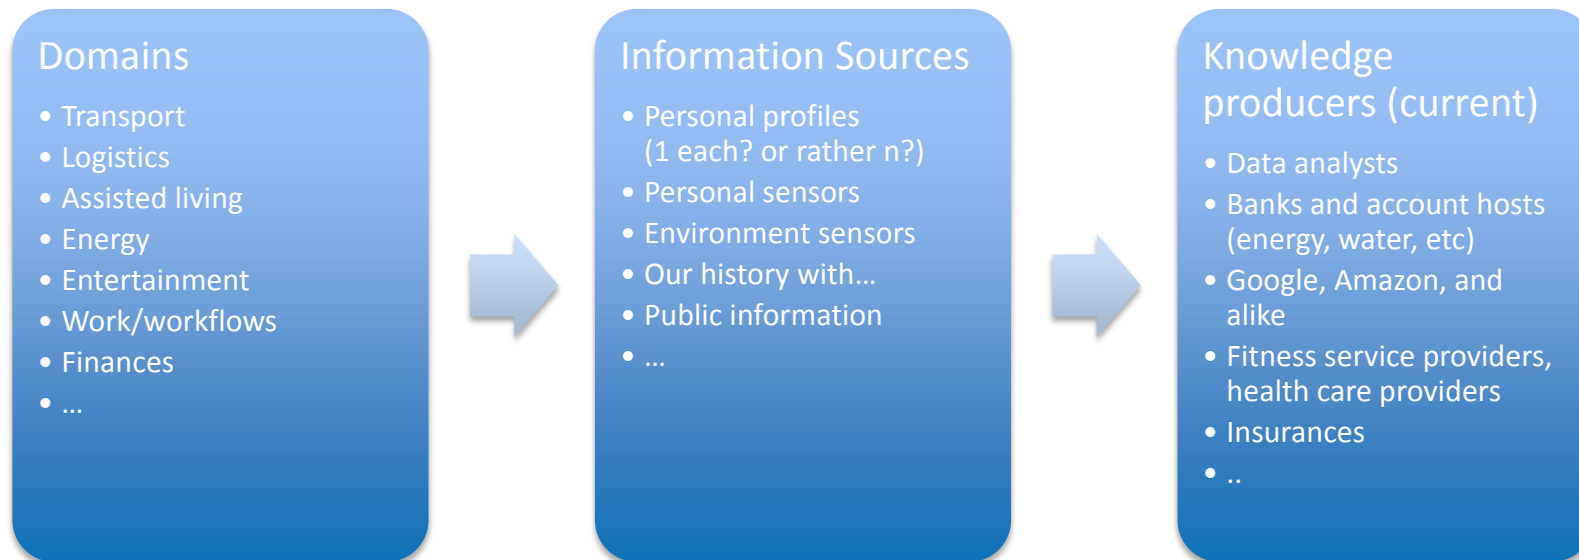 Domains
• Transport
• Logistics
• Assisted living
• Energy
• Entertainment
• Work/workflows
• Finances
• ...
Information Sources
• Personal profiles
(1 each? or rather n?)
• Personal sensors
• Environment sensors
• Our history with...
• Public information
• ...
Knowledge
producers (current)
• Data analysts
• Banks and account hosts
(energy, water, etc)
• Google, Amazon, and
alike
• Fitness service providers,
health care providers
• Insurances
• ..